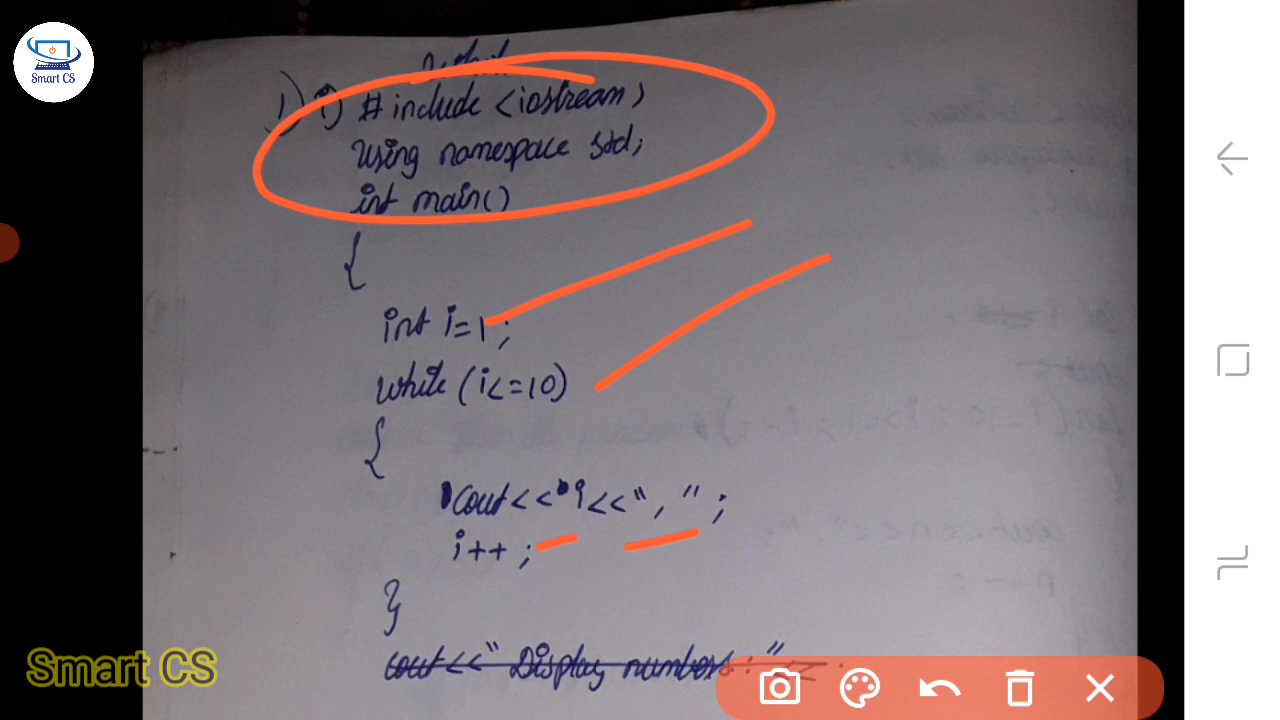 Smart CS
1) i) # include <iostream>
using namespace std;
int main()
{
int i=1;
while (i<=10)
{
cout<< i<<",";
i++;
}
cout<<" Display numbers : "<<
Smart CS